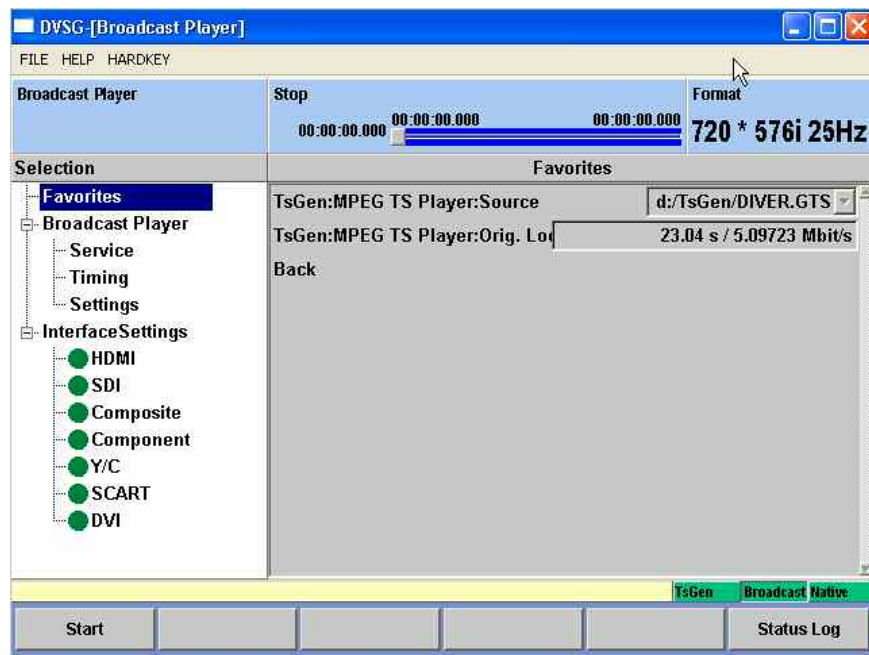 DVSG-[Broadcast Player]
FILE HELP HARDKEY
Broadcast Player
Stop
00:00:00.000 00:00:00.000 00:00:00.000
Format
720 * 576i 25Hz
Selection
Favorites
Favorites
Broadcast Player
Service
Timing
Settings
InterfaceSettings
HDMI
SDI
Composite
Component
Y/C
SCART
DVI
TsGen:MPEG TS Player:Source d:/TsGen/DIVER.GTS
TsGen:MPEG TS Player:Orig. Loo 23.04 s / 5.09723 Mbit/s
Back
TsGen Broadcast Native
Start Status Log